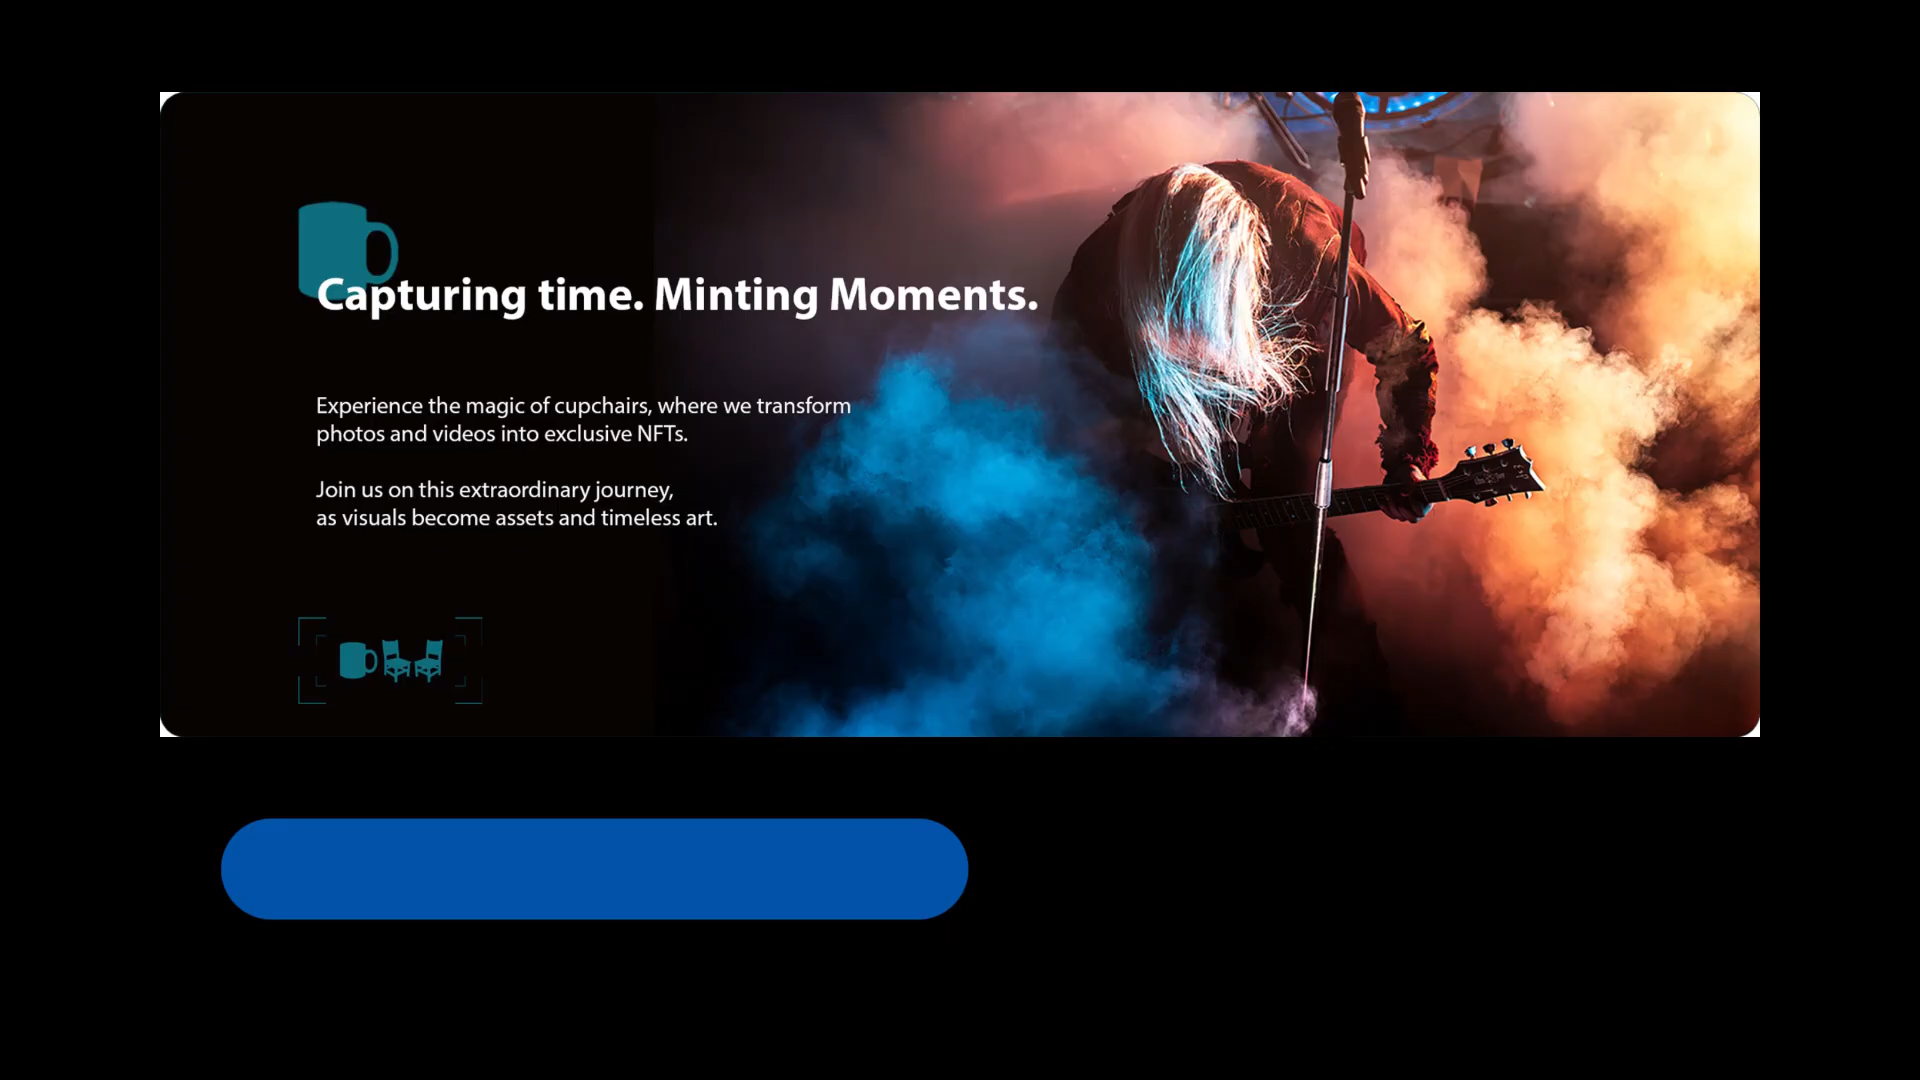 Capturing time. Minting Moments.
Experience the magic of cupchairs, where we transform
photos and videos into exclusive NFTs.
Join us on this extraordinary journey,
as visuals become assets and timeless art.